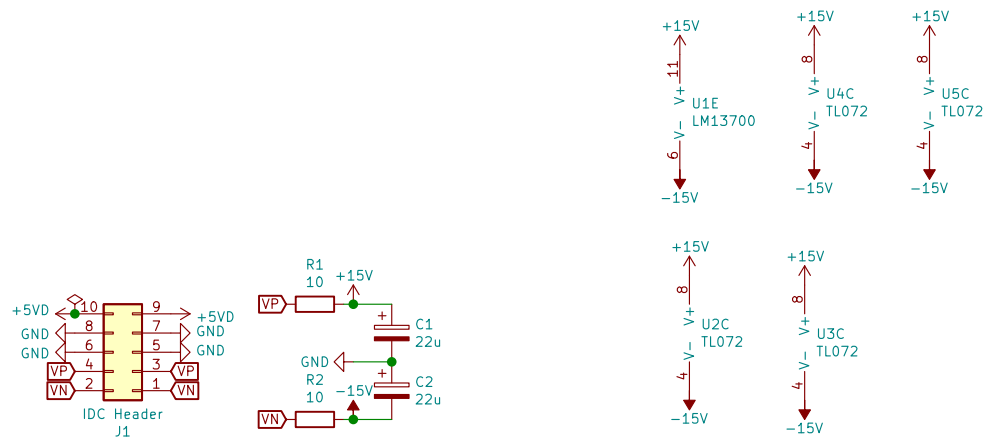 +15V
11
V+
U1E
LM13700
V-
6
-15V
+15V
8
V+
U4C
TL072
V-
4
-15V
+15V
8
V+
U5C
TL072
V-
4
-15V
+15V
8
V+
U2C
TL072
V-
4
-15V
+15V
8
V+
U3C
TL072
V-
4
-15V
+5VD
10
9
+5VD
GND
8
7
GND
GND
6
5
GND
VP
4
3
VP
VN
2
1
VN
IDC Header
J1
R1
10
+15V
VP
+
C1
22u
GND
+
C2
22u
R2
10
-15V
VN